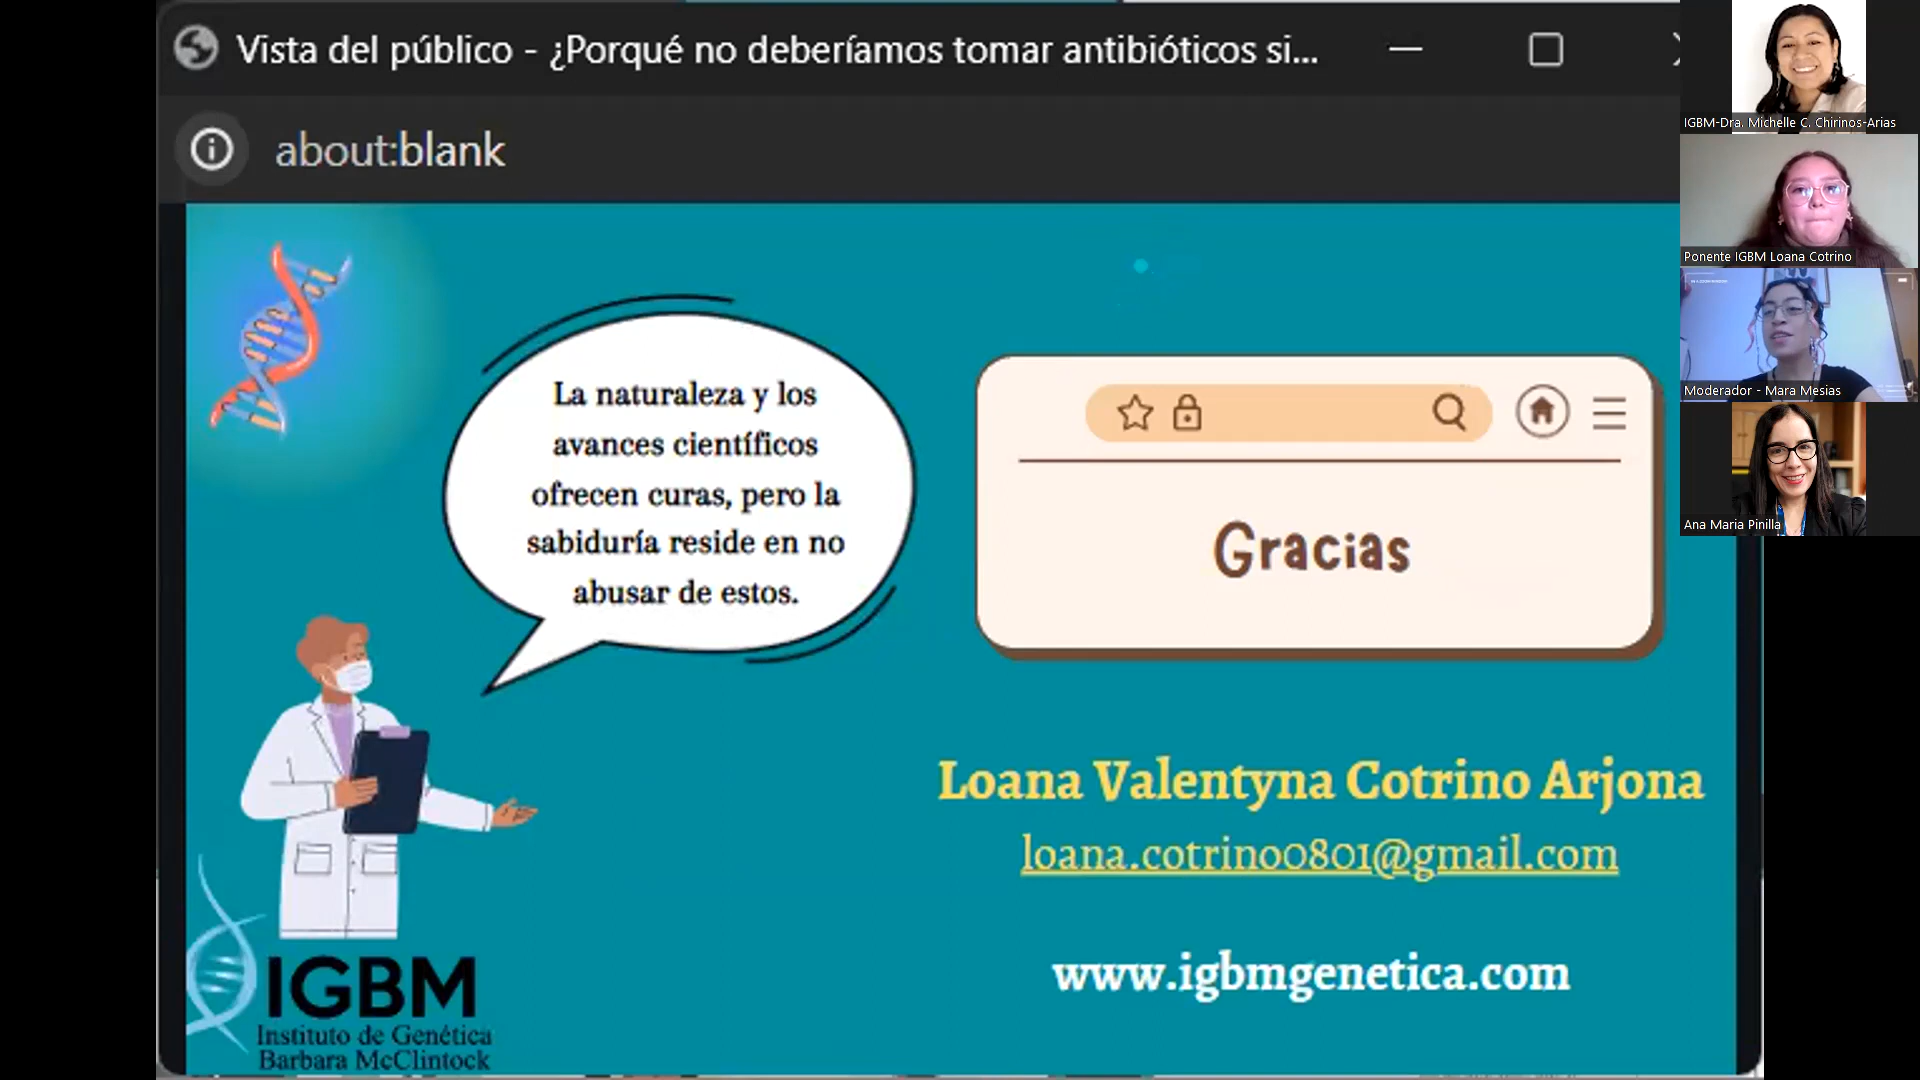 Vista del público - ¿Porqué no deberíamos tomar antibióticos si...
about:blank
La naturaleza y los
avances científicos
ofrecen curas, pero la
sabiduría reside en no
abusar de estos.
Gracias
Loana Valentyna Cotrino Arjona
loana.cotrino0801@gmail.com
www.igbmgenetica.com
IGBM
Instituto de Genética
Barbara McClintock
IGBM-Dra. Michelle C. Chirinos-Arias
Ponente IGBM Loana Cotrino
Moderador - Mara Mesias
Ana Maria Pinilla